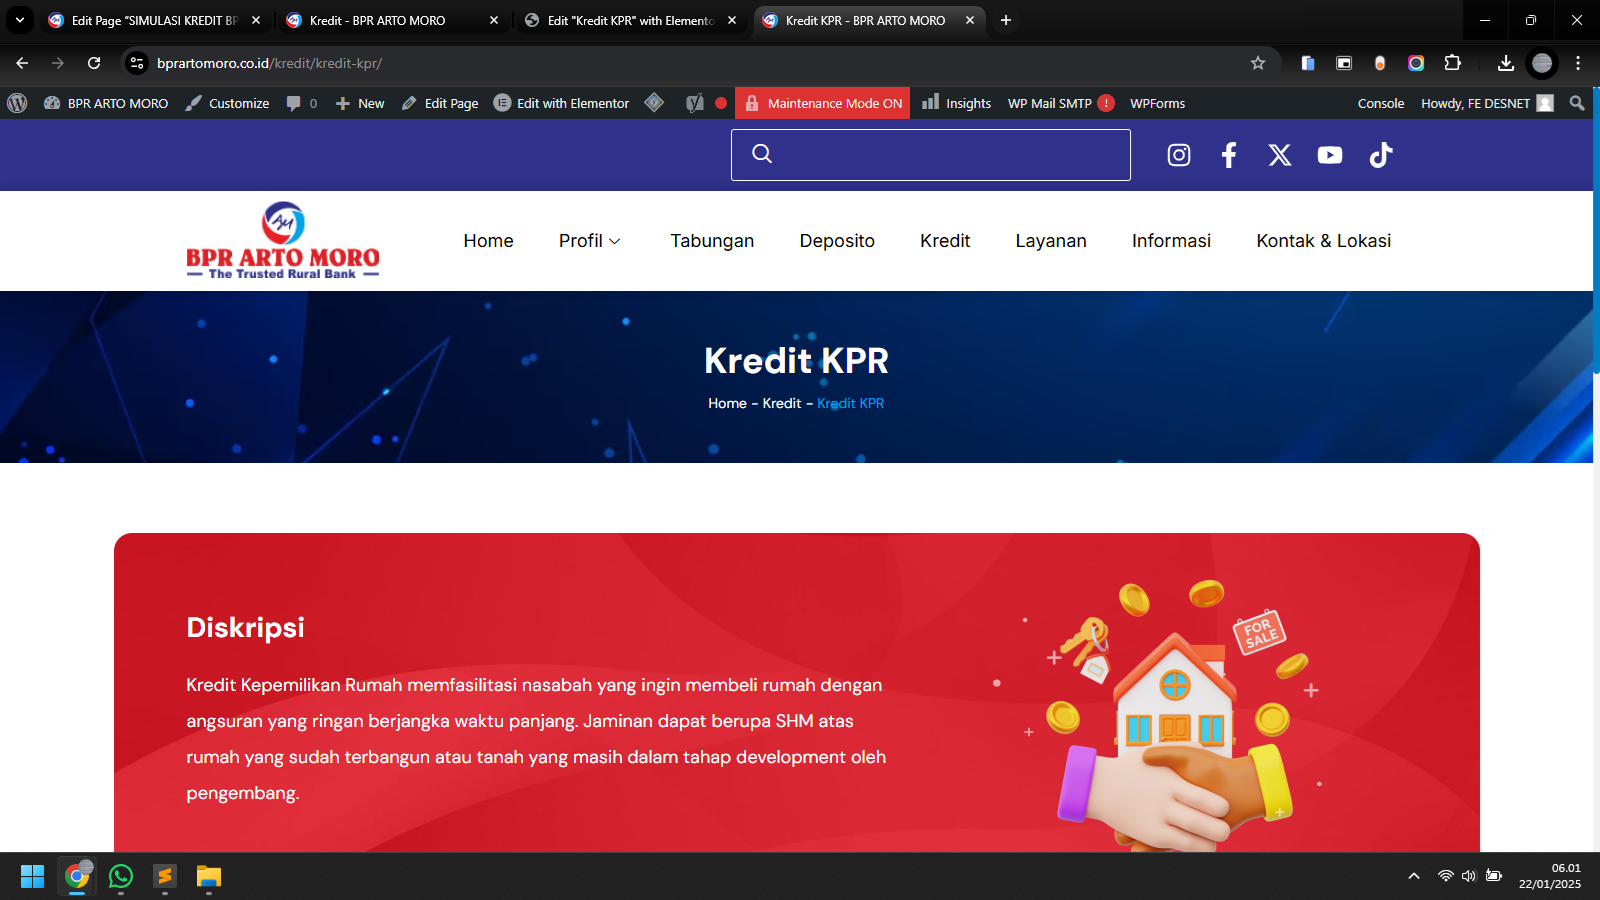 Edit Page "SIMULASI KREDIT BP
Kredit - BPR ARTO MORO
Edit "Kredit KPR" with Elemento
Kredit KPR - BPR ARTO MORO
bprartomoro.co.id/kredit/kredit-kpr/
BPR ARTO MORO
Customize
0
New
Edit Page
Edit with Elementor
Maintenance Mode ON
Insights
WP Mail SMTP !
WPForms
Console
Howdy, FE DESNET
AM
BPR ARTO MORO
The Trusted Rural Bank
Home
Profil
Tabungan
Deposito
Kredit
Layanan
Informasi
Kontak & Lokasi
Kredit KPR
Home - Kredit - Kredit KPR
Diskripsi
Kredit Kepemilikan Rumah memfasilitasi nasabah yang ingin membeli rumah dengan
angsuran yang ringan berjangka waktu panjang. Jaminan dapat berupa SHM atas
rumah yang sudah terbangun atau tanah yang masih dalam tahap development oleh
pengembang.
FOR
SALE
06.01
22/01/2025